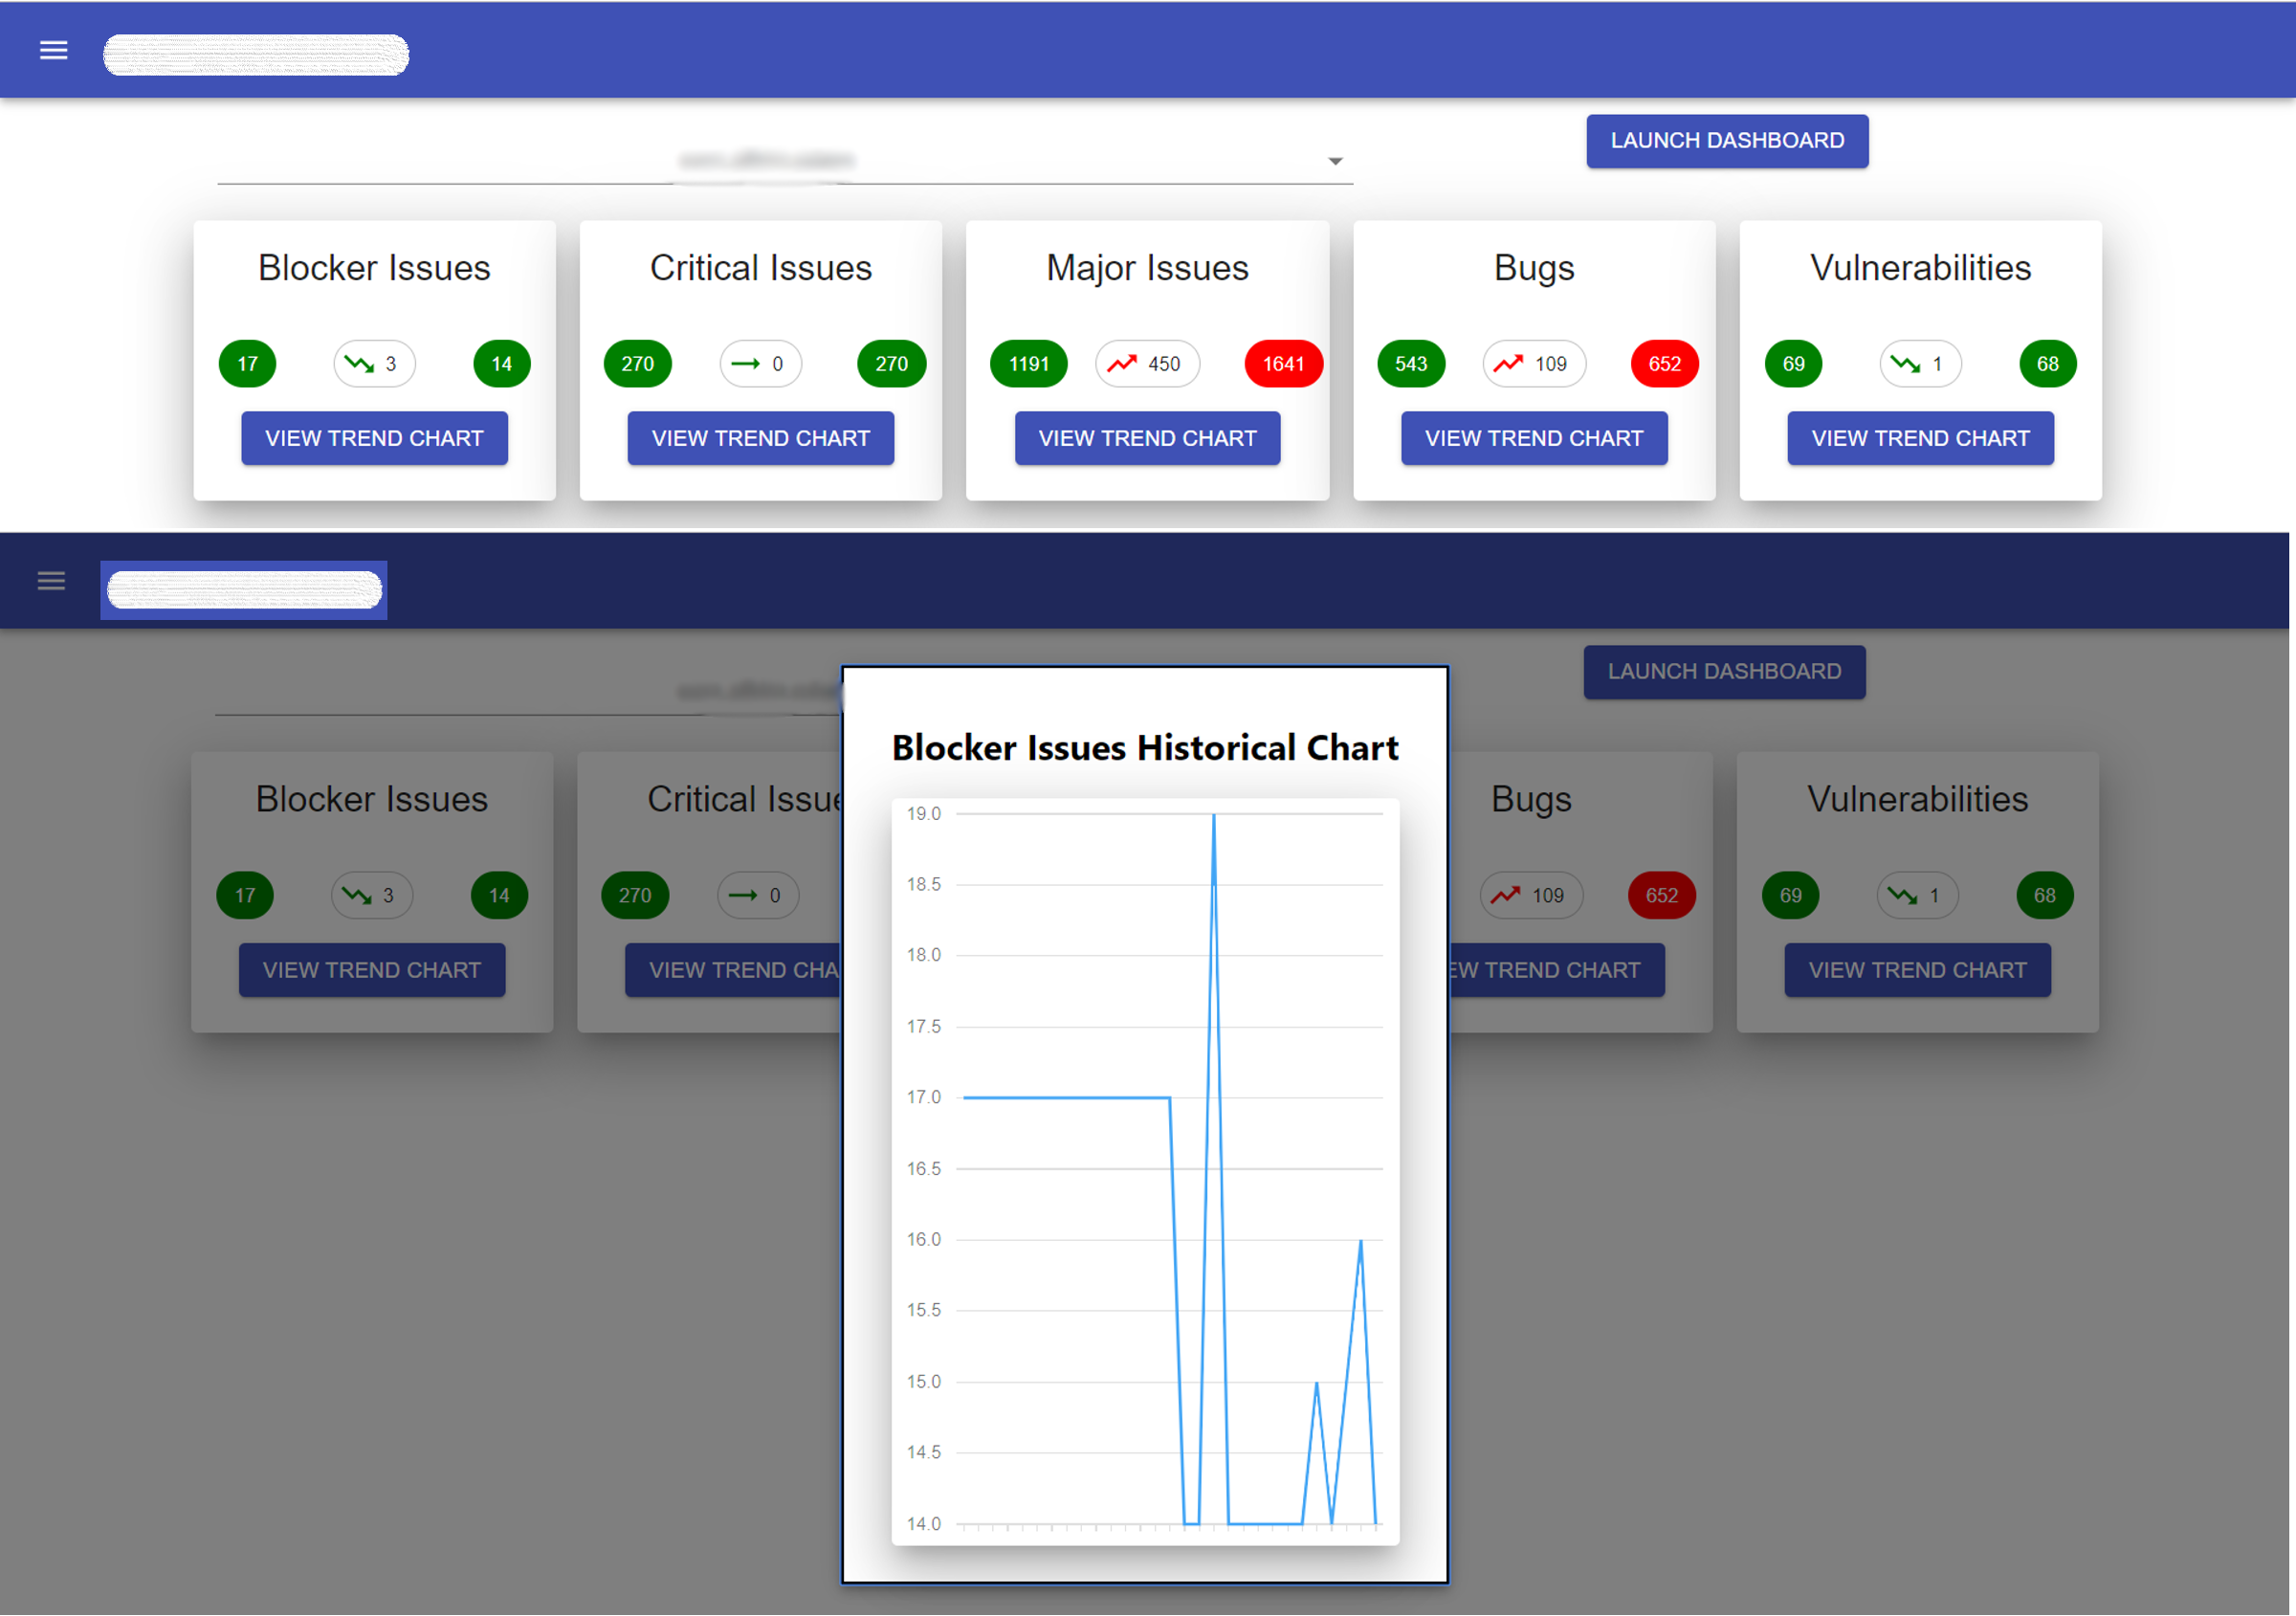 LAUNCH DASHBOARD
Blocker Issues
17 3 14
VIEW TREND CHART
Critical Issues
270 0 270
VIEW TREND CHART
Major Issues
1191 450 1641
VIEW TREND CHART
Bugs
543 109 652
VIEW TREND CHART
Vulnerabilities
69 1 68
VIEW TREND CHART
LAUNCH DASHBOARD
Blocker Issues
17 3 14
VIEW TREND CHART
Critical Issue
270 0
VIEW TREND CHA
Blocker Issues Historical Chart
19.0
18.5
18.0
17.5
17.0
16.5
16.0
15.5
15.0
14.5
14.0
Bugs
109 652
EW TREND CHART
Vulnerabilities
69 1 68
VIEW TREND CHART